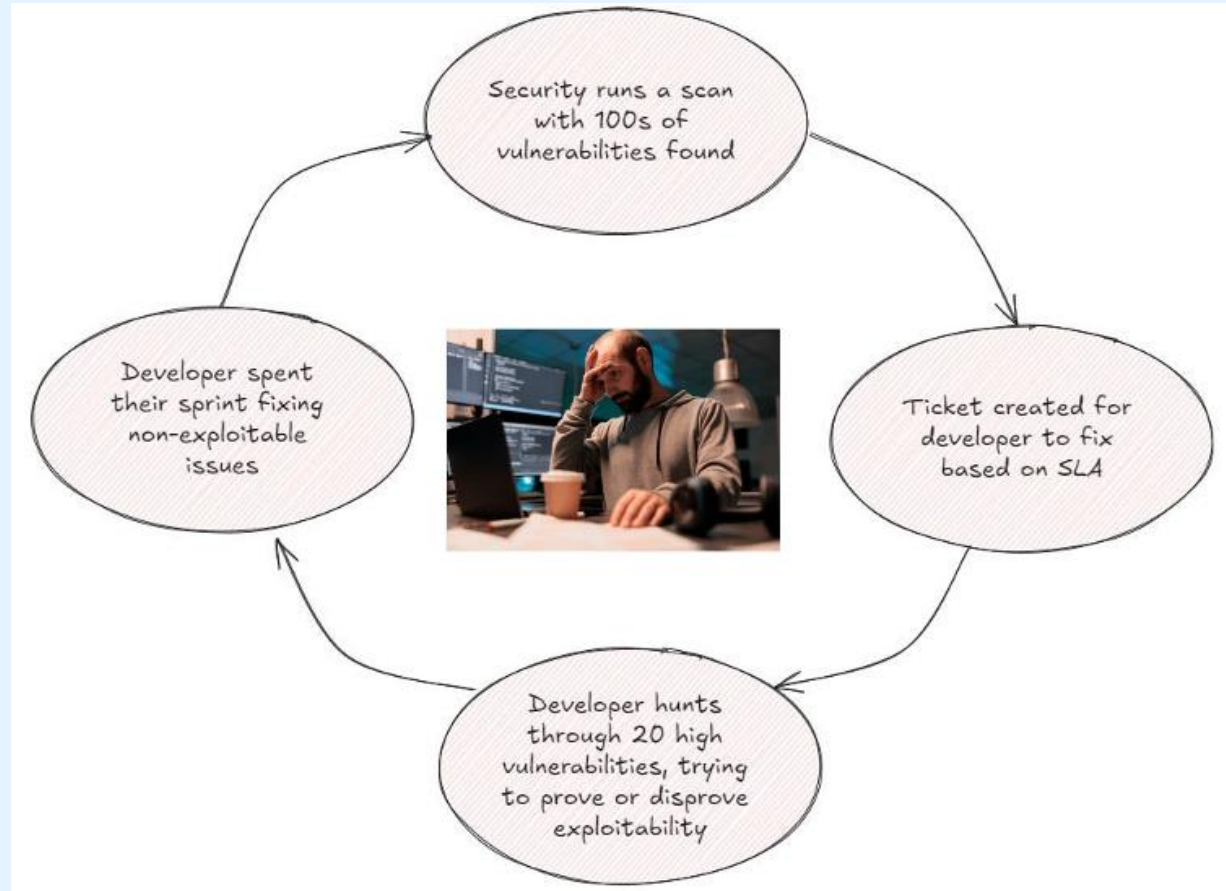 Security runs a scan
with 100s of
vulnerabilities found
Developer spent
their sprint fixing
non-exploitable
issues
Ticket created for
developer to fix
based on SLA
Developer hunts
through 20 high
vulnerabilities, trying
to prove or disprove
exploitability